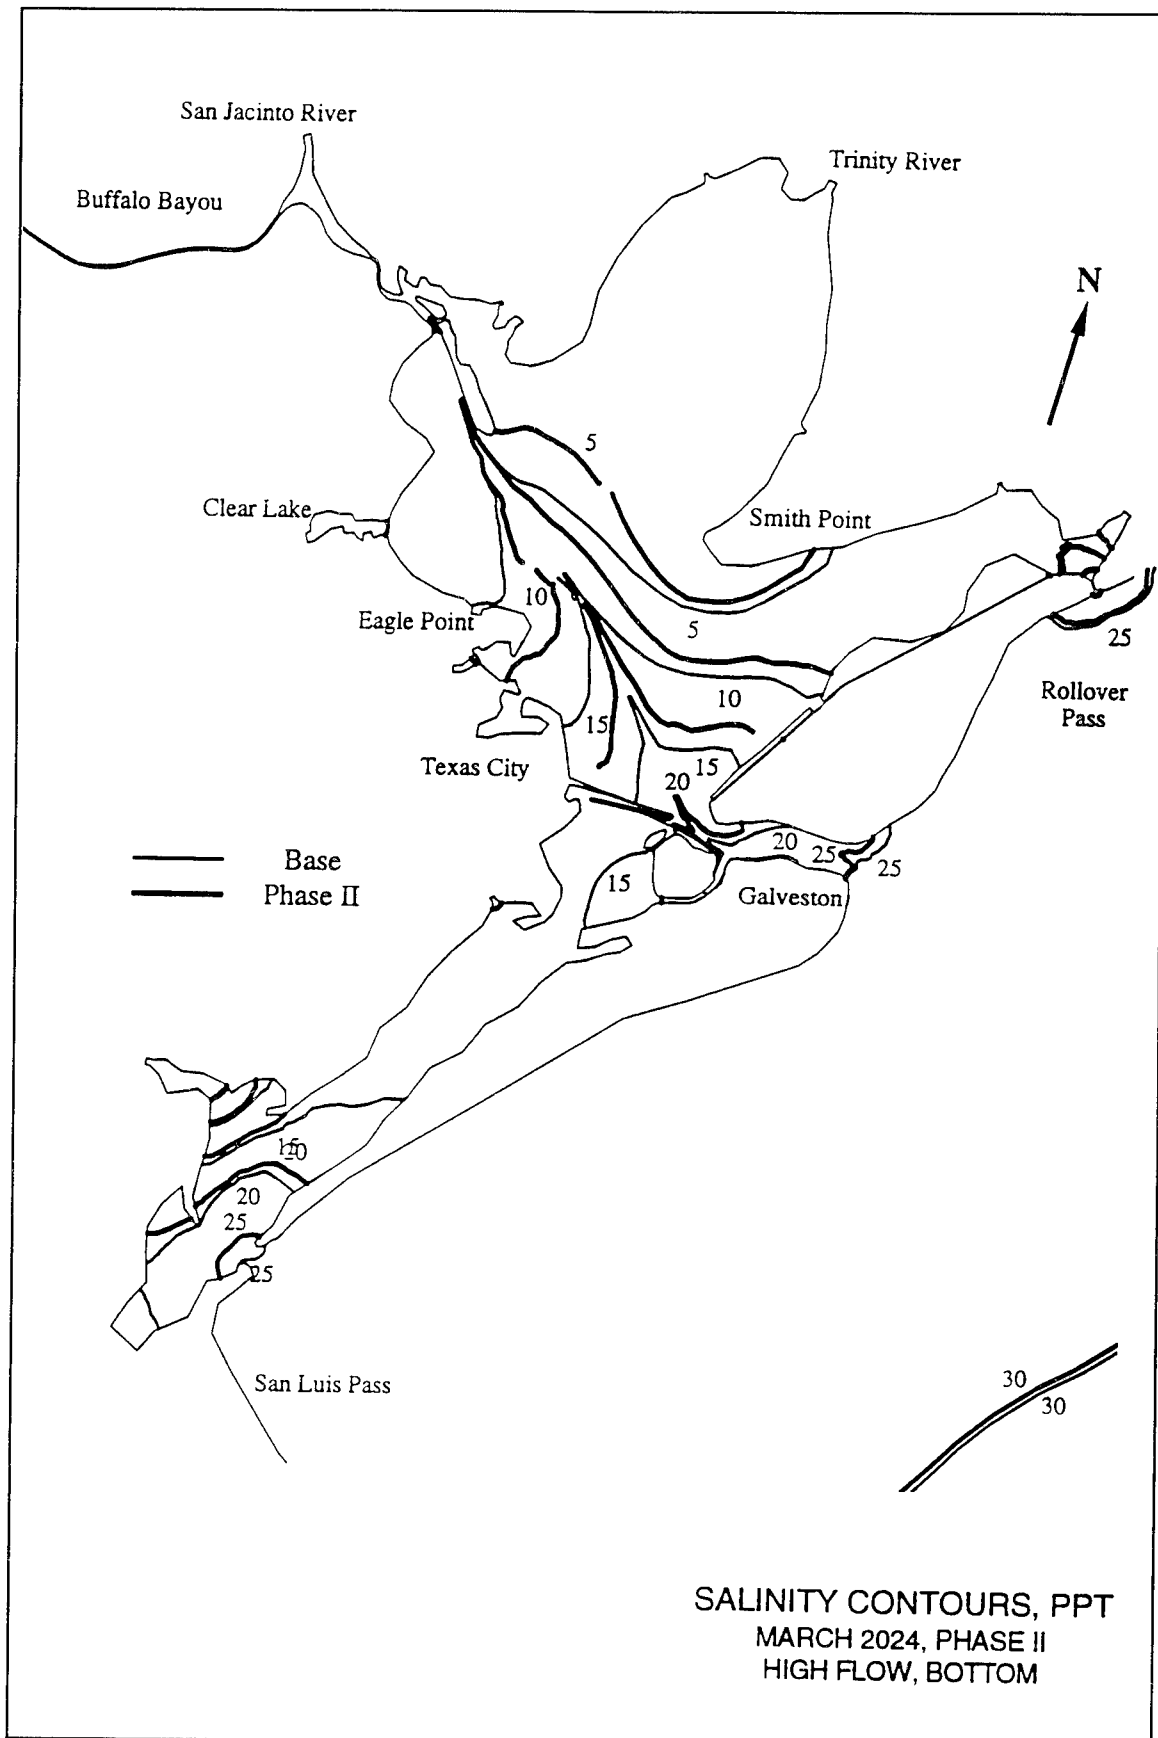 San Jacinto River
Trinity River
Buffalo Bayou
N
5
Clear Lake
Smith Point
10
Eagle Point
5
25
10
Rollover
Pass
15
Texas City
15
20
20
25
25
Base
15
Phase II
Galveston
15
20
20
25
25
San Luis Pass
30
30
SALINITY CONTOURS, PPT
MARCH 2024, PHASE II
HIGH FLOW, BOTTOM